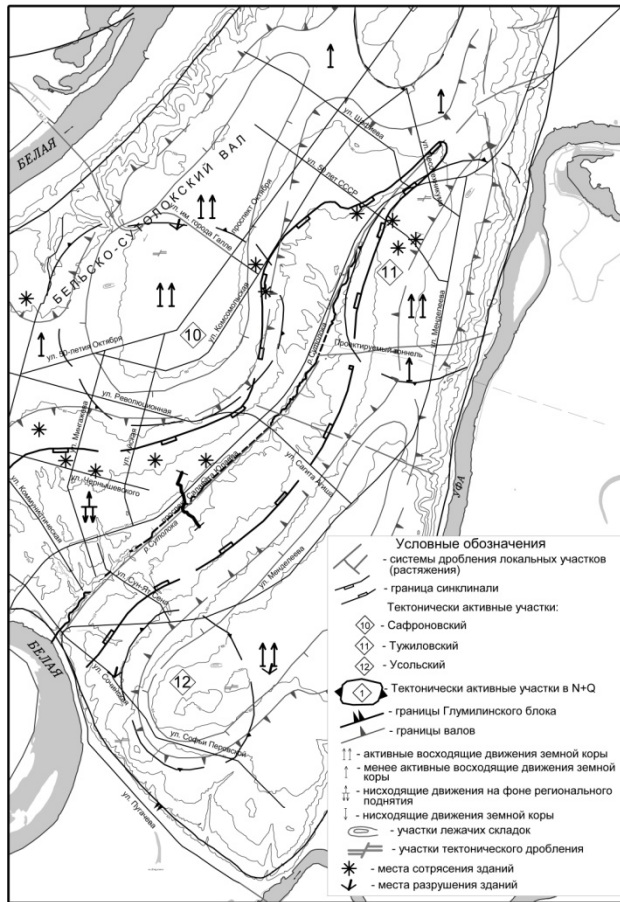 ул. Шафиева
БЕЛАЯ
ул. 50 лет СССР
БЕЛЬСКО-СУТОЛОКСКИЙ ВАЛ
ул. им. города Галле
проспект Октября
11
ул. Комсомольская
ул. Менделеева
10
р. Сутолока
Проектируемый тоннель
ул. 50-летия Октября
ул. Революционная
ул. Мингажева
ул. Айская
УФА
ул. Сагита Агиша
ул. Чернышевского
ул. Коммунистическая
р. Сутолока
ул. Менделеева
ул. Сун-Ят-Сена
БЕЛАЯ
12
ул. Сочинская
ул. Софьи Перовской
ул. Пугачева
Условные обозначения
- системы дробления локальных участков
(растяжения)
- граница синклинали
Тектонически активные участки:
10 - Сафроновский
11 - Тужиловский
12 - Усольский
1 Тектонически активные участки в N+Q
- границы Глумилинского блока
- границы валов
- активные восходящие движения земной коры
- менее активные восходящие движения земной
коры
- нисходящие движения на фоне регионального
поднятия
- нисходящие движения земной коры
- участки лежачих складок
- участки тектонического дробления
- места сотрясения зданий
- места разрушения зданий